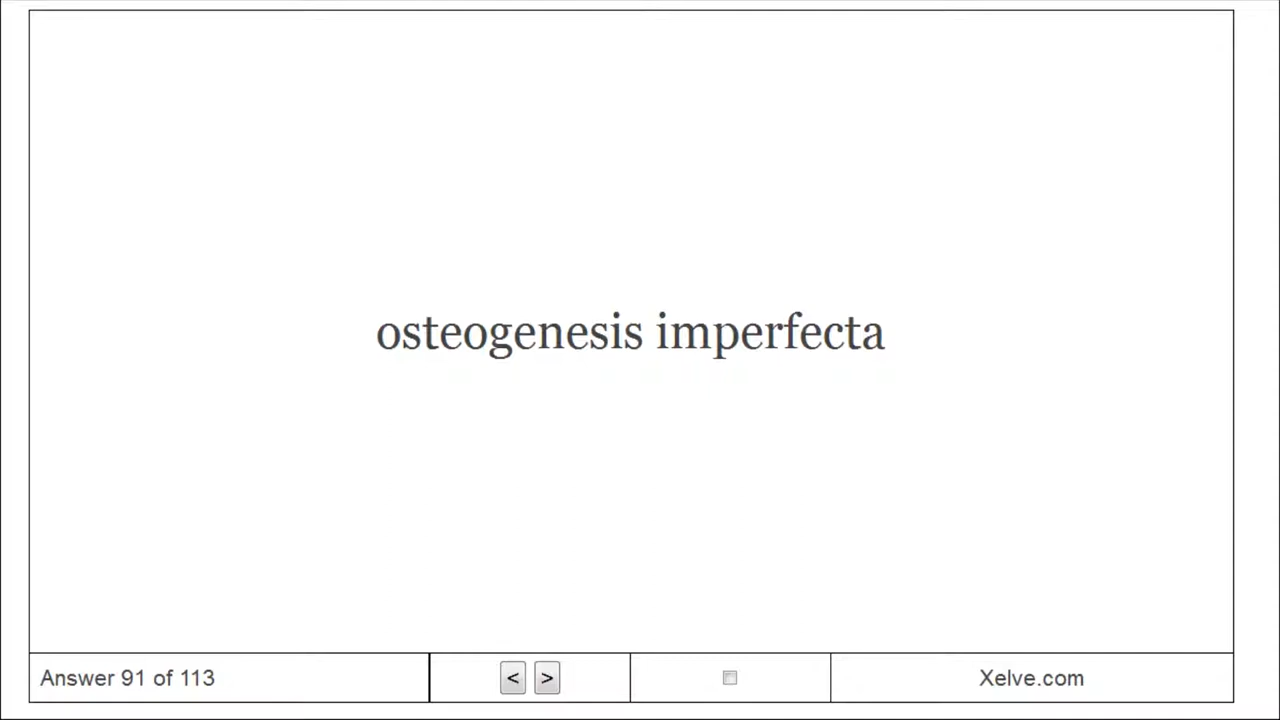 osteogenesis imperfecta
Answer 91 of 113
< >
Xelve.com